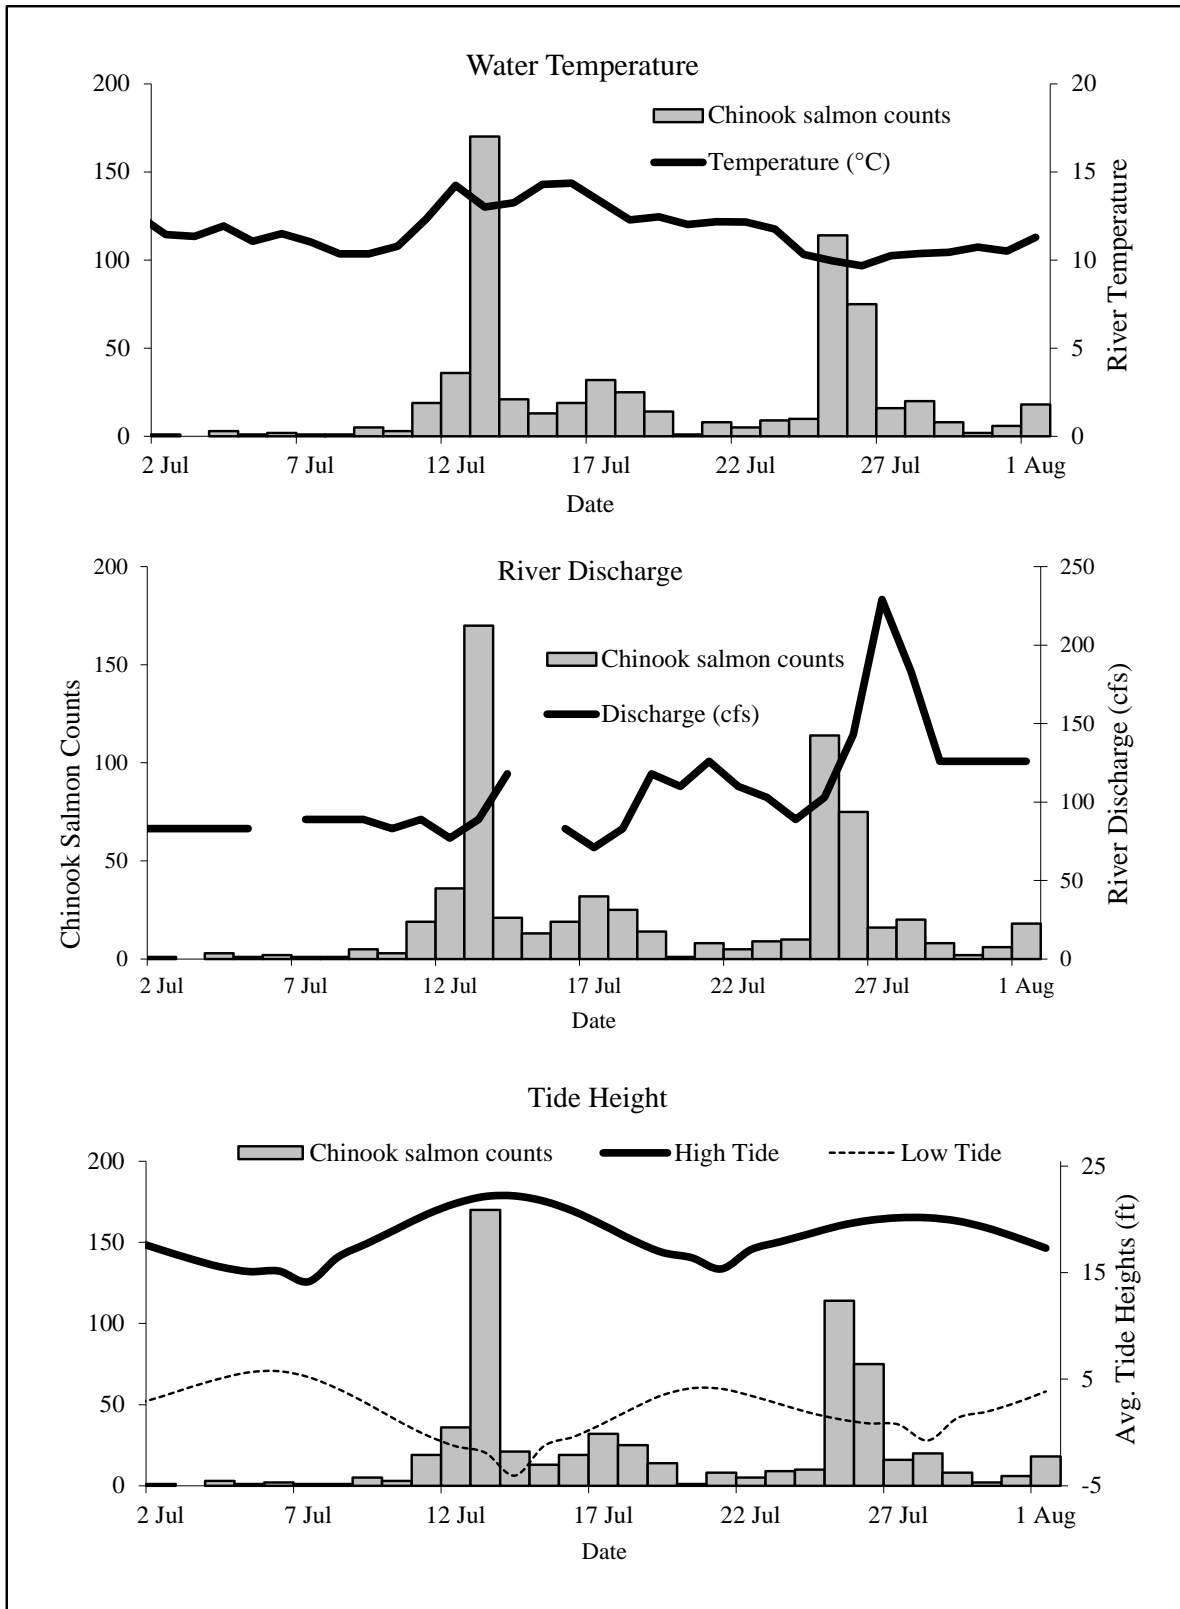 Water Temperature
Chinook salmon counts
Temperature (°C)
200
150
100
50
0
20
15
10
5
0
River Temperature
2 Jul 7 Jul 12 Jul 17 Jul 22 Jul 27 Jul 1 Aug
Date
River Discharge
Chinook salmon counts
Discharge (cfs)
Chinook Salmon Counts
200
150
100
50
0
250
200
150
100
50
0
River Discharge (cfs)
2 Jul 7 Jul 12 Jul 17 Jul 22 Jul 27 Jul 1 Aug
Date
Tide Height
Chinook salmon counts High Tide Low Tide
200
150
100
50
0
25
15
5
-5
Avg. Tide Heights (ft)
2 Jul 7 Jul 12 Jul 17 Jul 22 Jul 27 Jul 1 Aug
Date